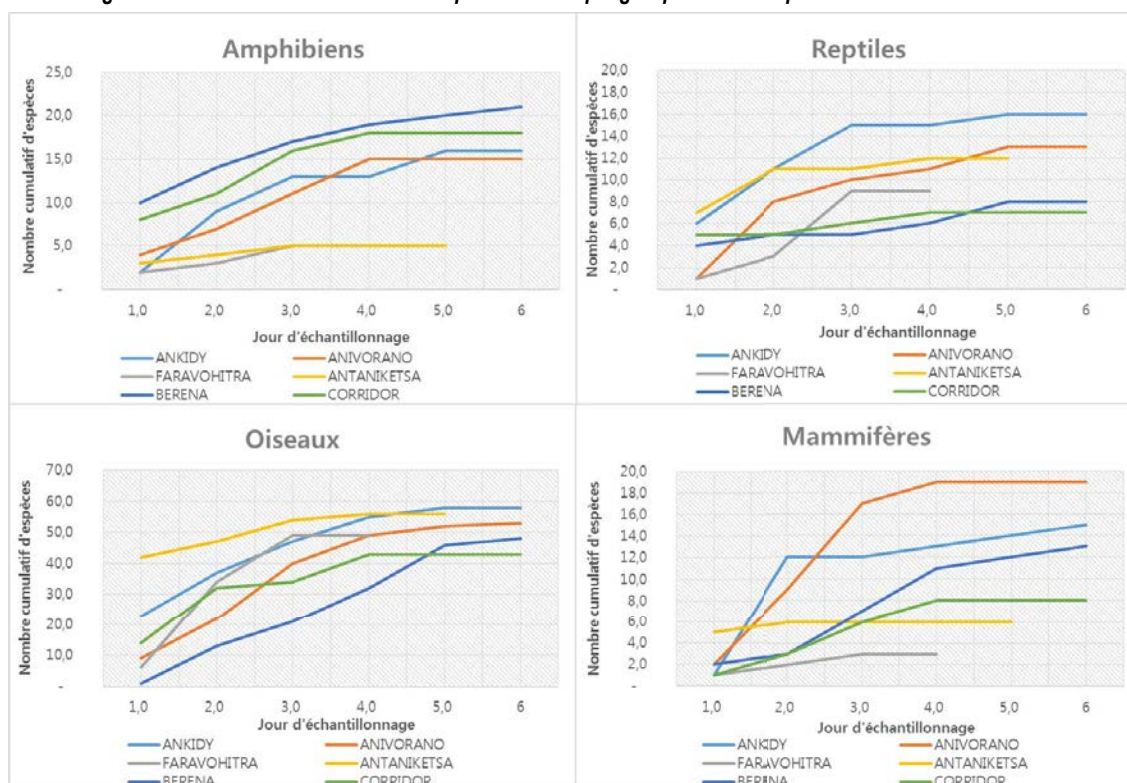 Amphibiens
25,0
20,0
15,0
10,0
5,0
-
Nombre cumulatif d'espèces
1,0 2,0 3,0 4,0 5,0 6
Jour d'échantillonnage
ANKIDY ANIVORANO
FARAVOHITRA ANTANIKETSA
BERENA CORRIDOR
Reptiles
20,0
18,0
16,0
14,0
12,0
10,0
8,0
6,0
4,0
2,0
-
Nombre cumulatif d'espèces
1,0 2,0 3,0 4,0 5,0 6
Jour d'échantillonnage
ANKIDY ANIVORANO
FARAVOHITRA ANTANIKETSA
BERENA CORRIDOR
Oiseaux
70,0
60,0
50,0
40,0
30,0
20,0
10,0
-
Nombre cumulatif d'espèces
1,0 2,0 3,0 4,0 5,0 6
Jour d'échantillonnage
ANKIDY ANIVORANO
FARAVOHITRA ANTANIKETSA
BERENA CORRIDOR
Mammifères
20,0
18,0
16,0
14,0
12,0
10,0
8,0
6,0
4,0
2,0
-
Nombre cumulatif d'espèces
1,0 2,0 3,0 4,0 5,0 6
Jour d'échantillonnage
ANKIDY ANIVORANO
FARAVOHITRA ANTANIKETSA
BERENA CORRIDOR